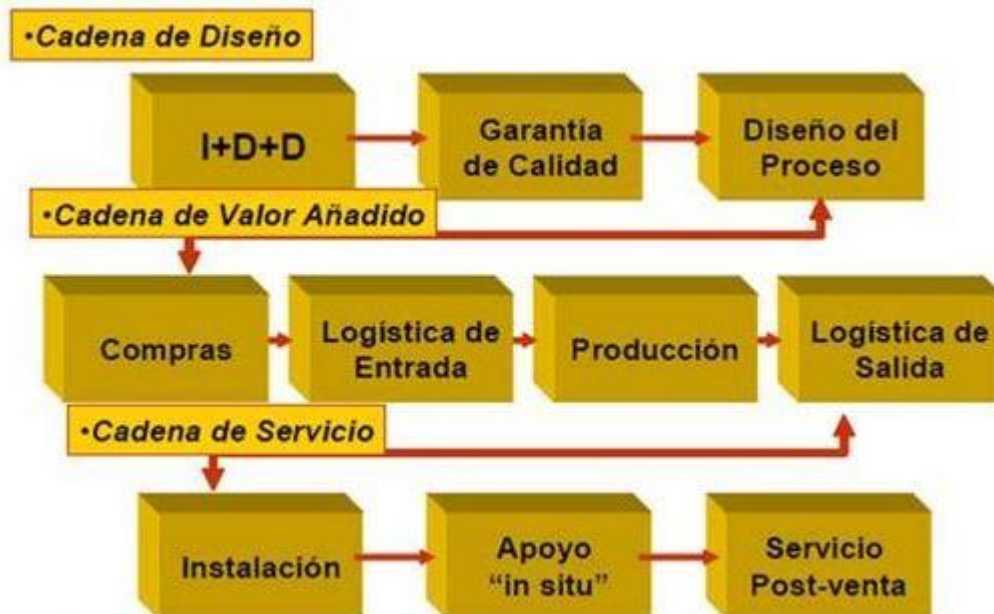 •Cadena de Diseño
I+D+D
Garantía
de Calidad
Diseño del
Proceso
•Cadena de Valor Añadido
Compras
Logística de
Entrada
Producción
Logística de
Salida
•Cadena de Servicio
Instalación
Apoyo
“in situ”
Servicio
Post-venta